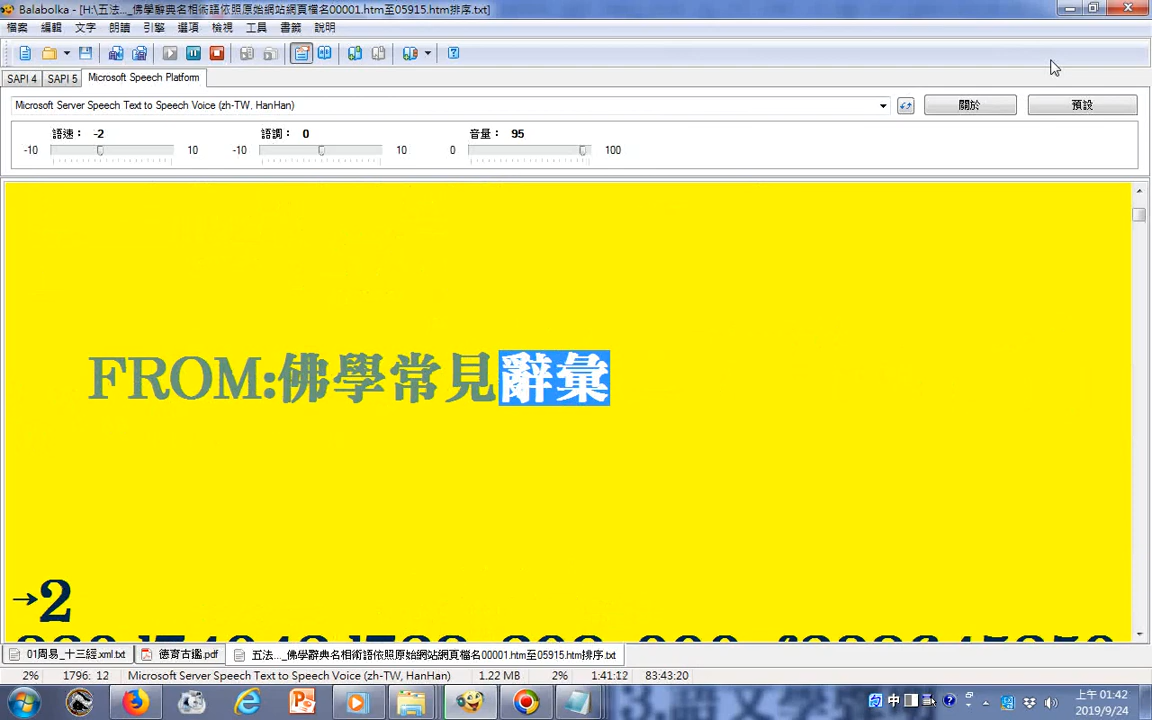 Balabolka - [H:\五法..._佛學辭典名相術語依照原始網站網頁檔名00001.htm至05915.htm排序.txt]
檔案 編輯 文字 朗讀 引擎 選項 檢視 工具 書籤 說明
SAPI 4 SAPI 5 Microsoft Speech Platform
Microsoft Server Speech Text to Speech Voice (zh-TW, HanHan) 關於 預設
語速: -2 語調: 0 音量: 95
-10 10 -10 10 0 100
FROM:佛學常見辭彙
→2
01周易_十三經.xml.txt 德育古鑑.pdf 五法..._佛學辭典名相術語依照原始網站網頁檔名00001.htm至05915.htm排序.txt
2% 1796: 12 Microsoft Server Speech Text to Speech Voice (zh-TW, HanHan) 1.22 MB 2% 1:41:12 83:43:20
中
上午 01:42
2019/9/24